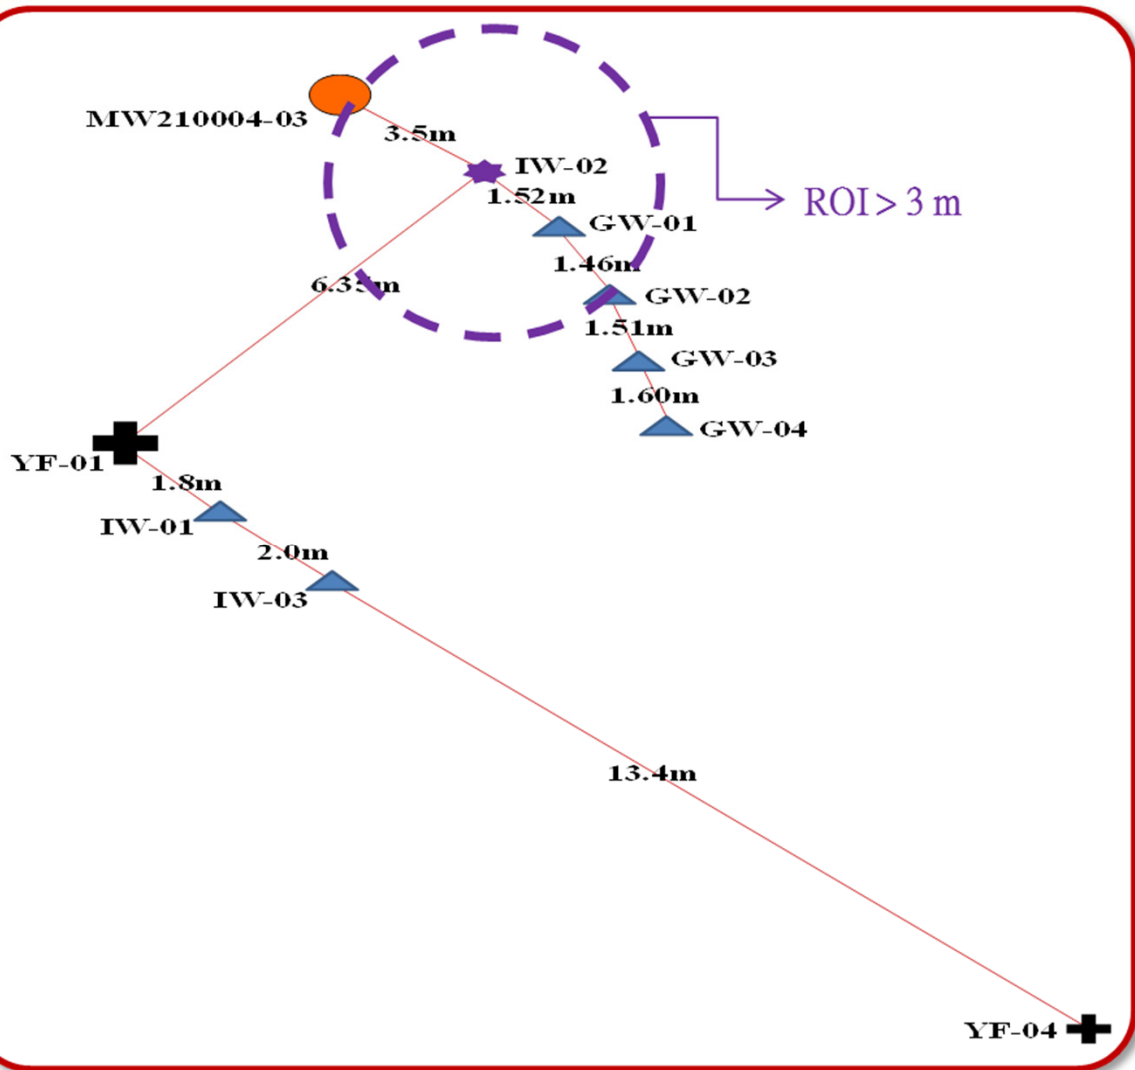 MW210004-03
3.5m
IW-02
1.52m
ROI > 3 m
GW-01
1.46m
6.35m
GW-02
1.51m
GW-03
1.60m
GW-04
YF-01
1.8m
IW-01
2.0m
IW-03
13.4m
YF-04